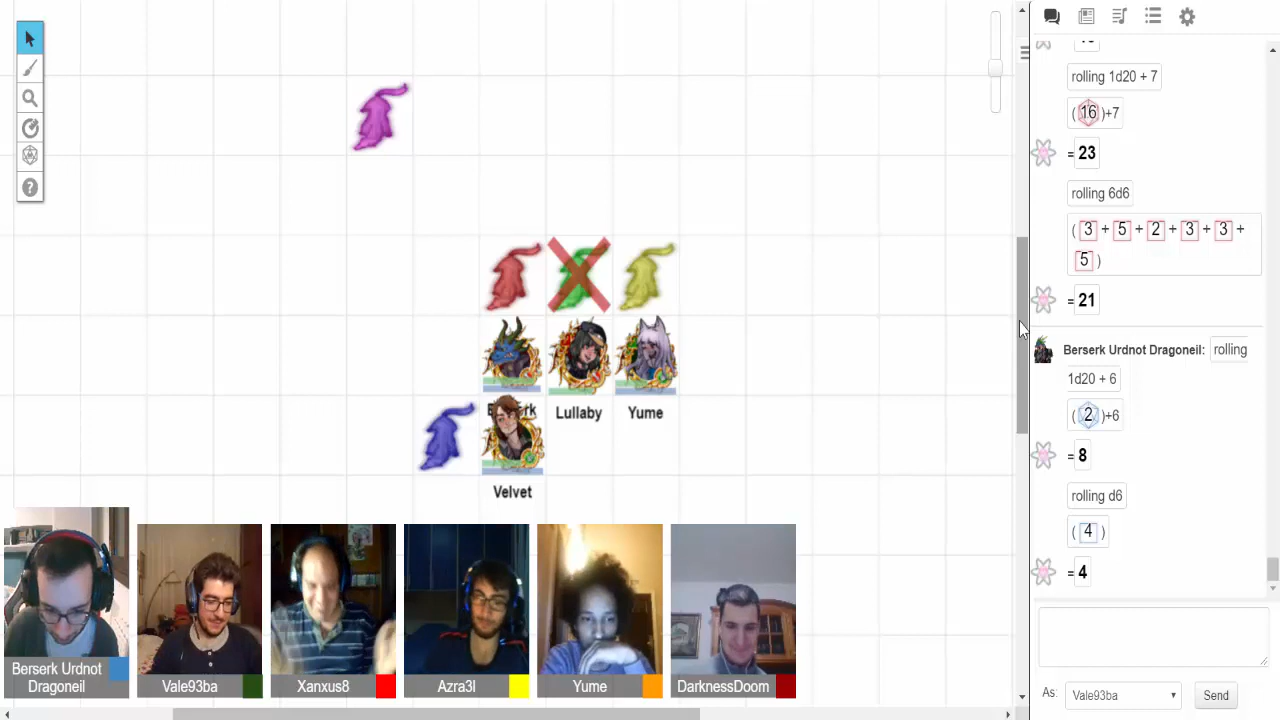 rolling 1d20 + 7
( 16 )+7
= 23
rolling 6d6
( 3 + 5 + 2 + 3 + 3 +
5 )
= 21
Berserk Urdnot Dragoneil: rolling
1d20 + 6
( 2 )+6
= 8
rolling d6
( 4 )
= 4
Lullaby
Yume
Velvet
Berserk Urdnot
Dragoneil
Vale93ba
Xanxus8
Azra3l
Yume
DarknessDoom
As:
Vale93ba
Send